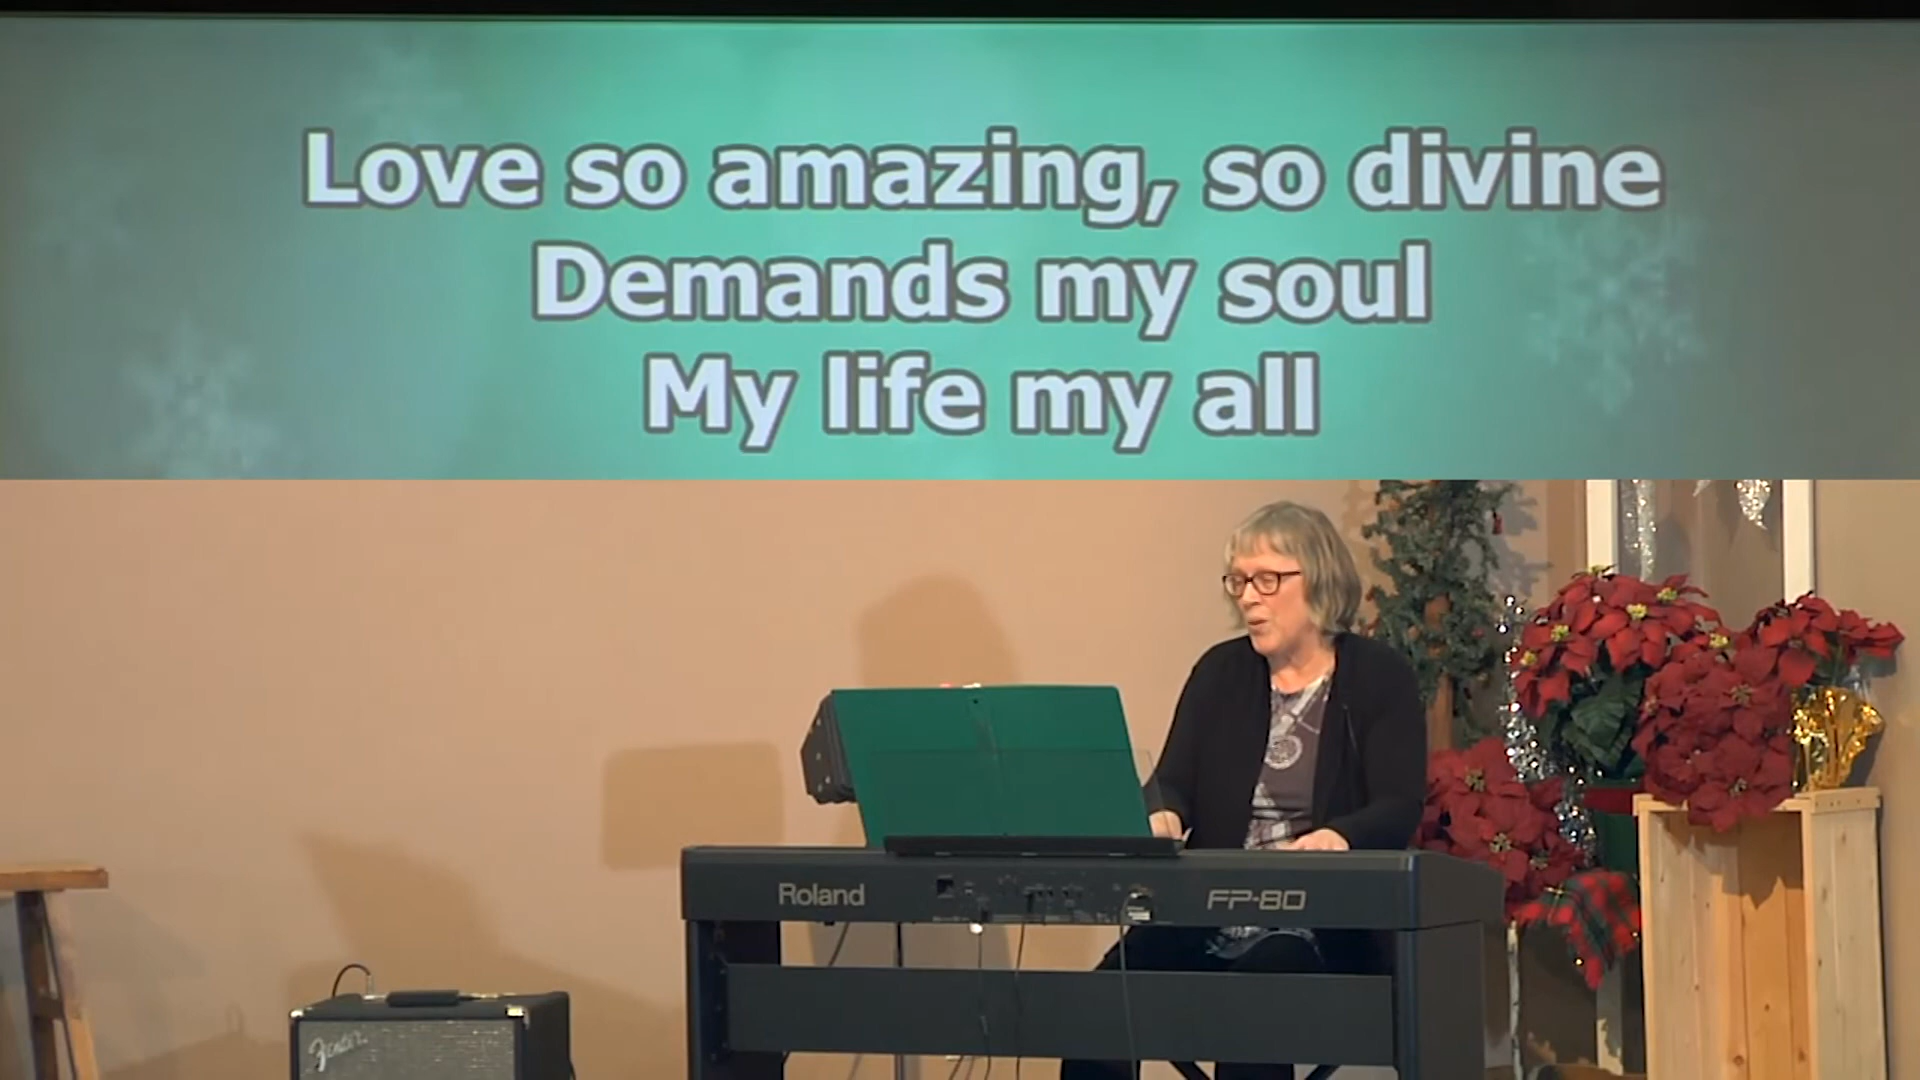 Love so amazing, so divine
Demands my soul
My life my all
Roland
FP-80
Fender